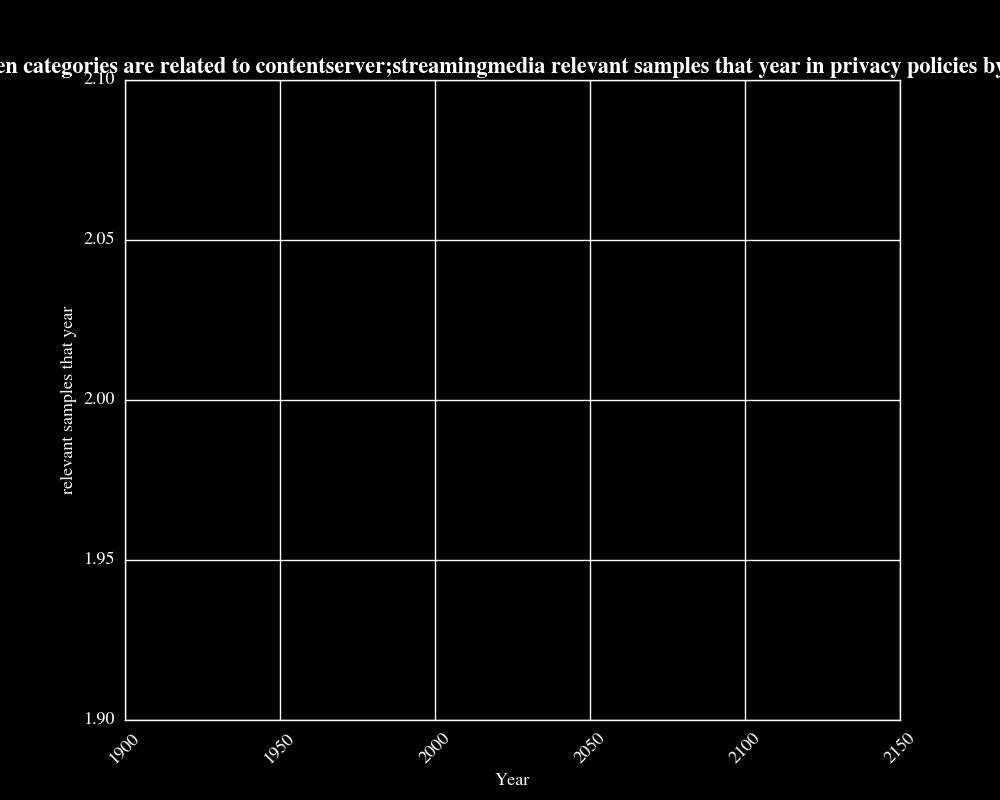 en categories are related to contentserver;streamingmedia relevant samples that year in privacy policies by
2.10
2.05
2.00
1.95
1.90
relevant samples that year
1900 1950 2000 2050 2100 2150
Year